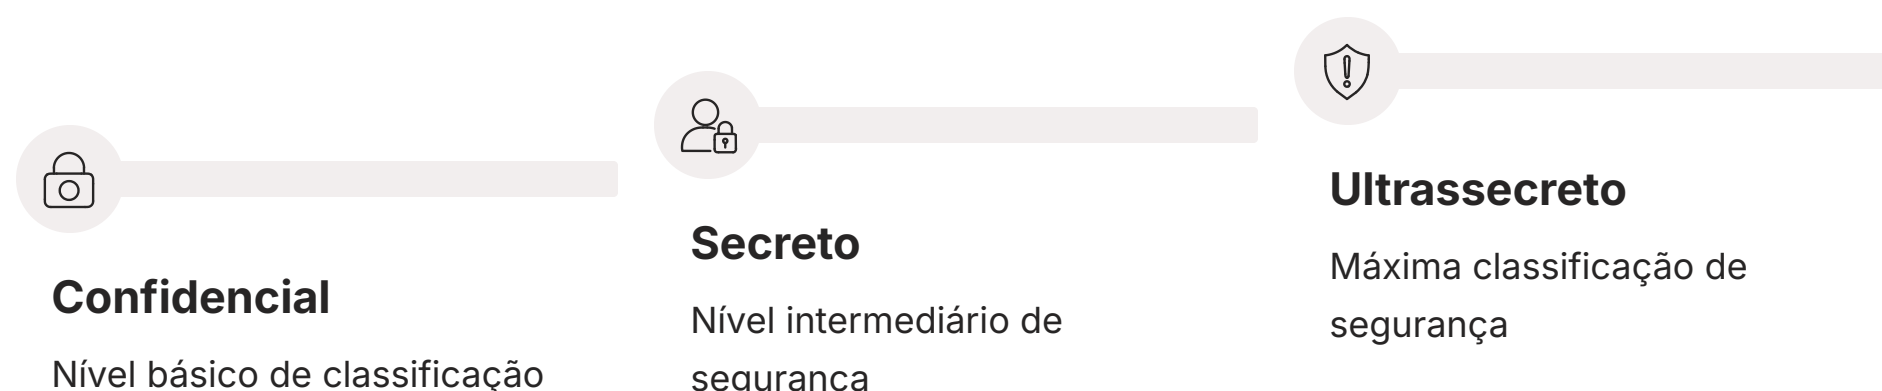 Confidencial
Nível básico de classificação
Secreto
Nível intermediário de
segurança
Ultrassecreto
Máxima classificação de
segurança